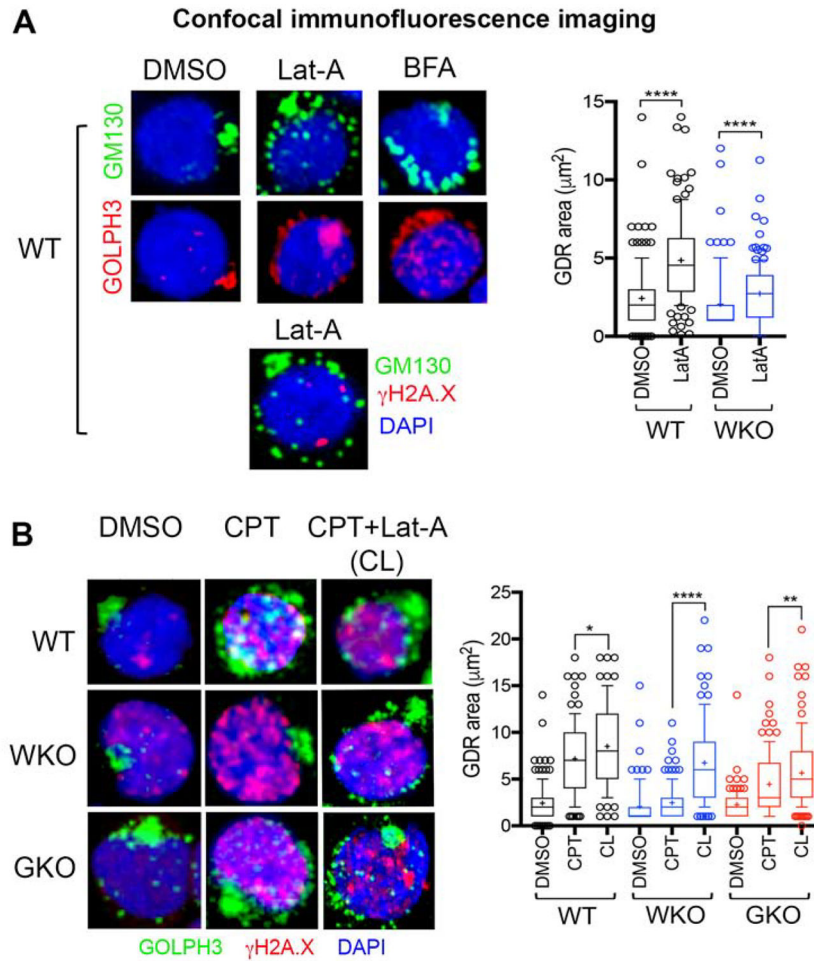 A
Confocal immunofluorescence imaging
DMSO Lat-A BFA
WT
GM130
GOLPH3
Lat-A
GM130
γH2A.X
DAPI
GDR area (μm²)
15
10
5
0
**** ****
DMSO LatA DMSO LatA
WT WKO
B
DMSO CPT CPT+Lat-A
(CL)
WT
WKO
GKO
GOLPH3 γH2A.X DAPI
GDR area (μm²)
25
20
15
10
5
0
* **** **
DMSO CPT CL DMSO CPT CL DMSO CPT CL
WT WKO GKO